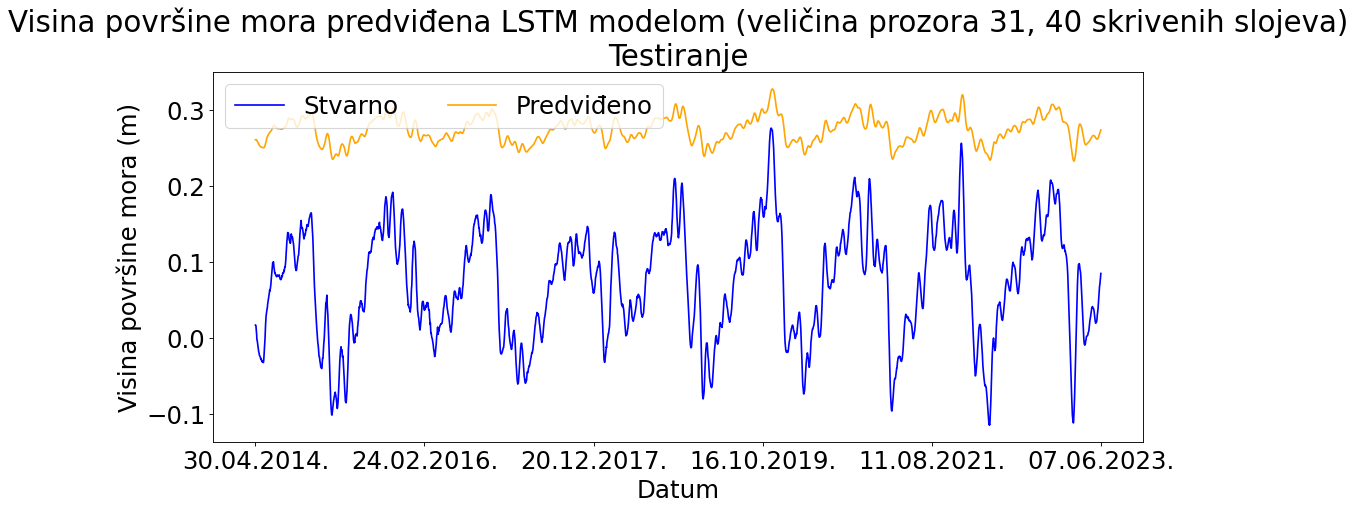 Visina površine mora predviđena LSTM modelom (veličina prozora 31, 40 skrivenih slojeva)
Testiranje
Stvarno
Predviđeno
Visina površine mora (m)
0.3
0.2
0.1
0.0
−0.1
30.04.2014.
24.02.2016.
20.12.2017.
16.10.2019.
11.08.2021.
07.06.2023.
Datum